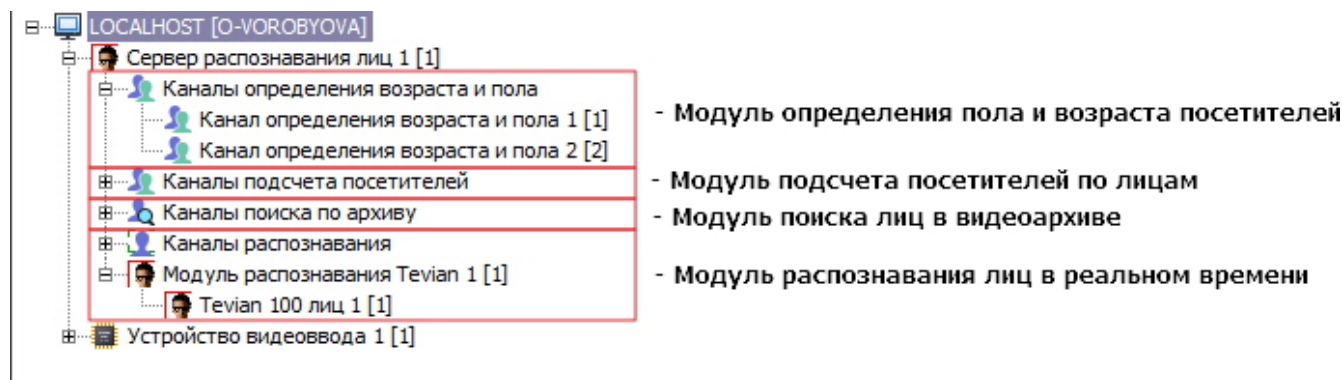 LOCALHOST [O-VOROBYOVA]
Сервер распознавания лиц 1 [1]
Каналы определения возраста и пола
Канал определения возраста и пола 1 [1]
- Модуль определения пола и возраста посетителей
Канал определения возраста и пола 2 [2]
Каналы подсчета посетителей
- Модуль подсчета посетителей по лицам
Каналы поиска по архиву
- Модуль поиска лиц в видеоархиве
Каналы распознавания
Модуль распознавания Tevian 1 [1]
- Модуль распознавания лиц в реальном времени
Tevian 100 лиц 1 [1]
Устройство видеоввода 1 [1]